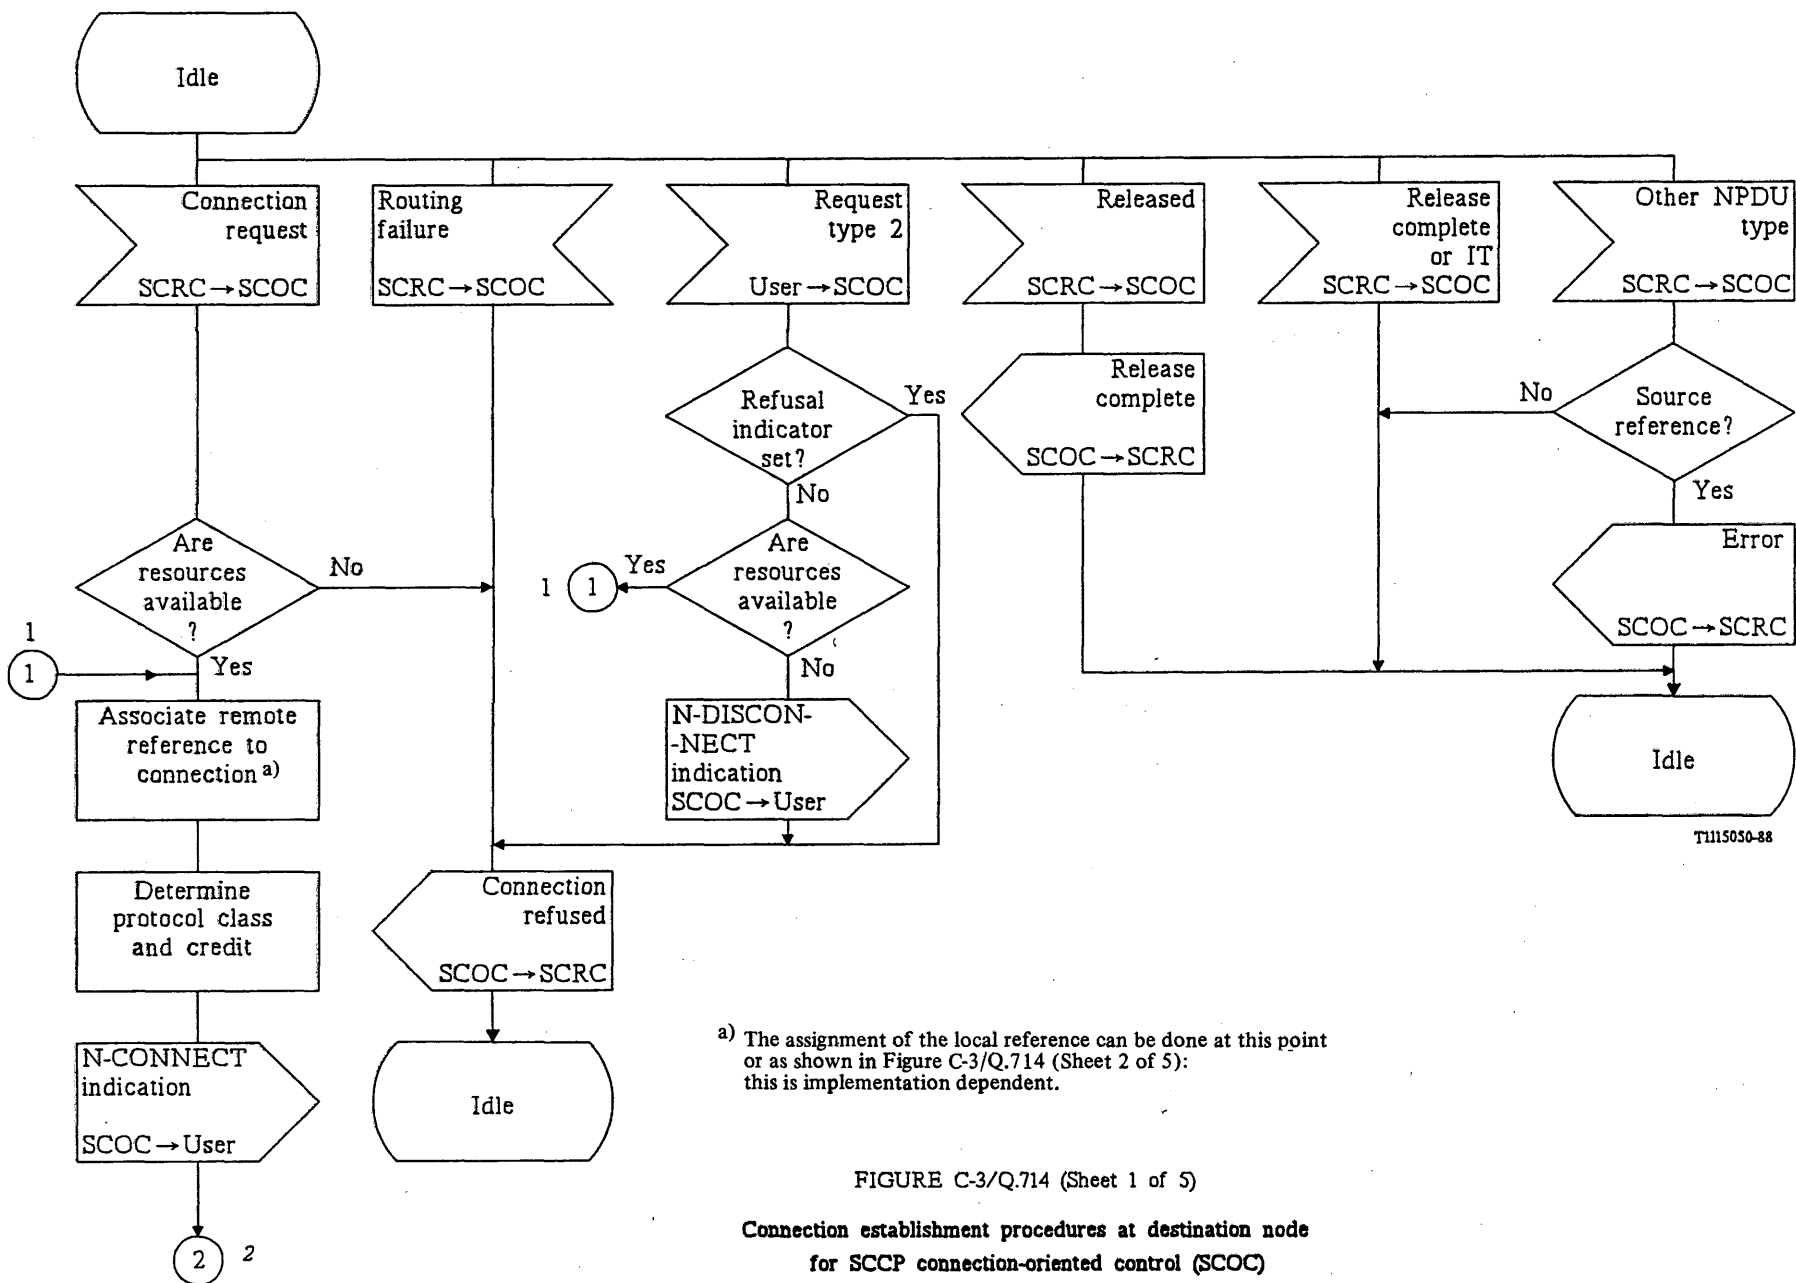 Idle
Connection
request
SCRC→SCOC
Routing
failure
SCRC→SCOC
Request
type 2
User→SCOC
Released
SCRC→SCOC
Release
complete
or IT
SCRC→SCOC
Other NPDU
type
SCRC→SCOC
Refusal
indicator
set?
Yes
No
Release
complete
SCOC→SCRC
Source
reference?
No
Yes
Are
resources
available
?
No
Yes
1
1
Are
resources
available
?
Yes
1
1
No
Error
SCOC→SCRC
Associate remote
reference to
connection a)
N-DISCON-
-NECT
indication
SCOC→User
Idle
T1115050-88
Determine
protocol class
and credit
Connection
refused
SCOC→SCRC
N-CONNECT
indication
SCOC→User
Idle
2
2
a) The assignment of the local reference can be done at this point
or as shown in Figure C-3/Q.714 (Sheet 2 of 5):
this is implementation dependent.
FIGURE C-3/Q.714 (Sheet 1 of 5)
Connection establishment procedures at destination node
for SCCP connection-oriented control (SCOC)